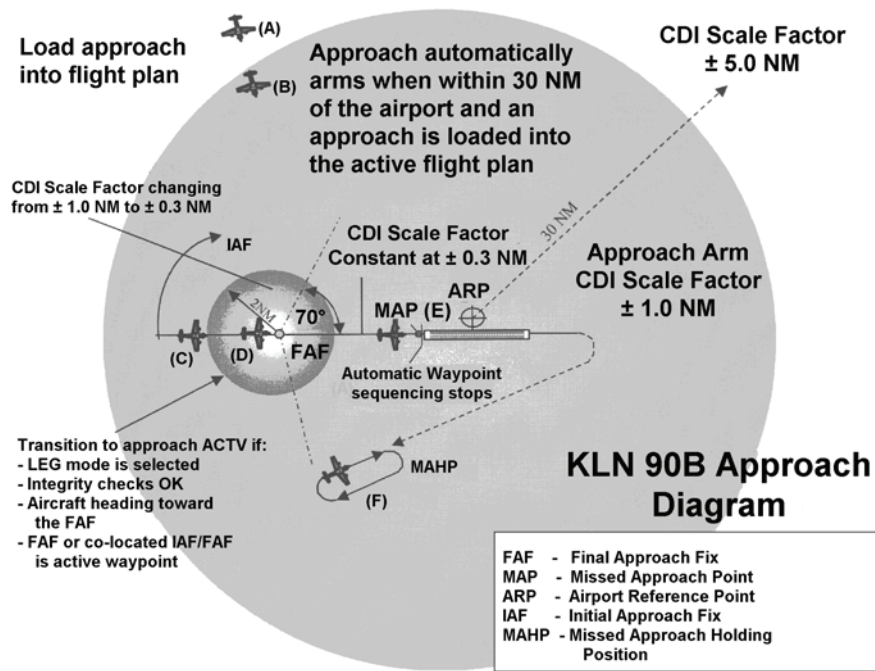 Load approach
into flight plan
(A)
(B)
Approach automatically
arms when within 30 NM
of the airport and an
approach is loaded into
the active flight plan
CDI Scale Factor
± 5.0 NM
CDI Scale Factor changing
from ± 1.0 NM to ± 0.3 NM
IAF
CDI Scale Factor
Constant at ± 0.3 NM
30 NM
Approach Arm
CDI Scale Factor
± 1.0 NM
2NM
70°
MAP (E)
ARP
(C)
(D)
FAF
Automatic Waypoint
sequencing stops
Transition to approach ACTV if:
- LEG mode is selected
- Integrity checks OK
- Aircraft heading toward
the FAF
- FAF or co-located IAF/FAF
is active waypoint
MAHP
(F)
KLN 90B Approach
Diagram
FAF - Final Approach Fix
MAP - Missed Approach Point
ARP - Airport Reference Point
IAF - Initial Approach Fix
MAHP - Missed Approach Holding
Position